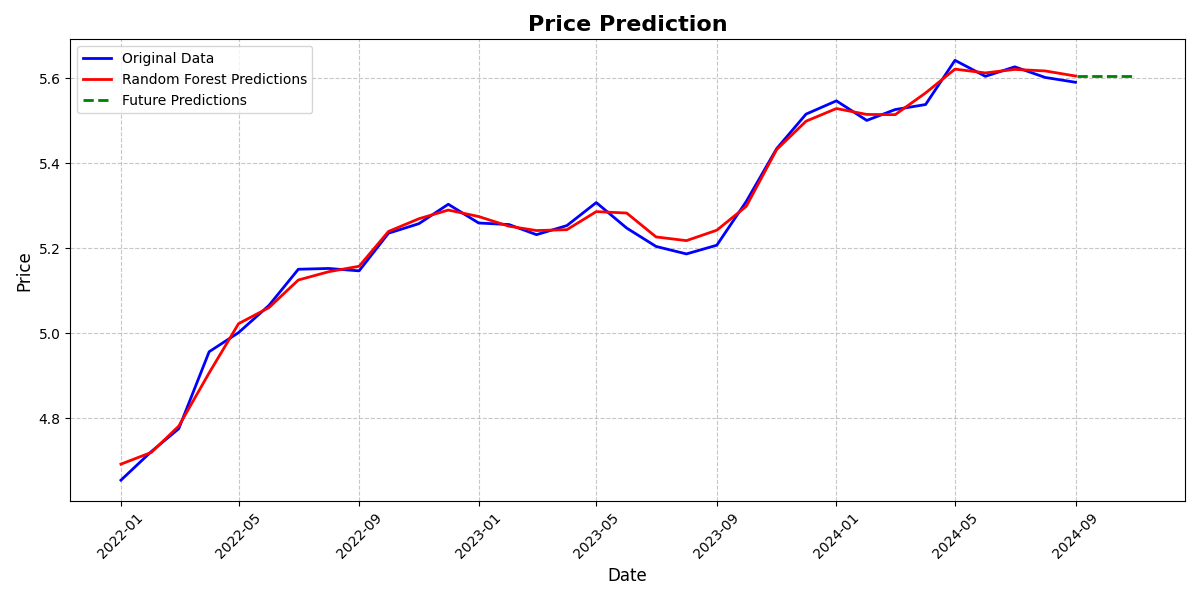 Price Prediction
Original Data
Random Forest Predictions
Future Predictions
5.6
5.4
5.2
5.0
4.8
Price
2022-01
2022-05
2022-09
2023-01
2023-05
2023-09
2024-01
2024-05
2024-09
Date